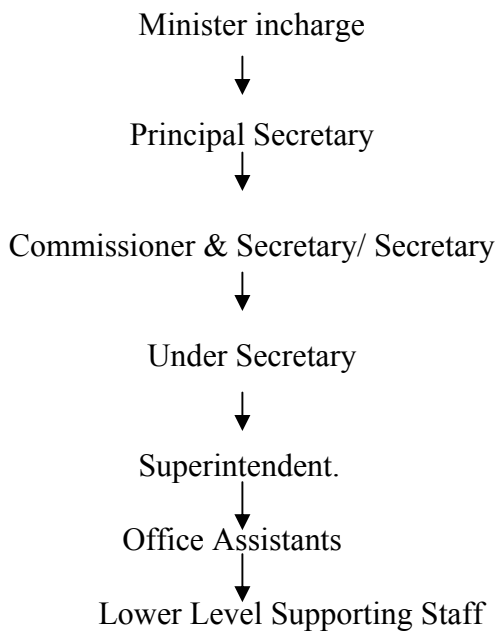 Minister incharge
Principal Secretary
Commissioner & Secretary/ Secretary
Under Secretary
Superintendent.
Office Assistants
Lower Level Supporting Staff